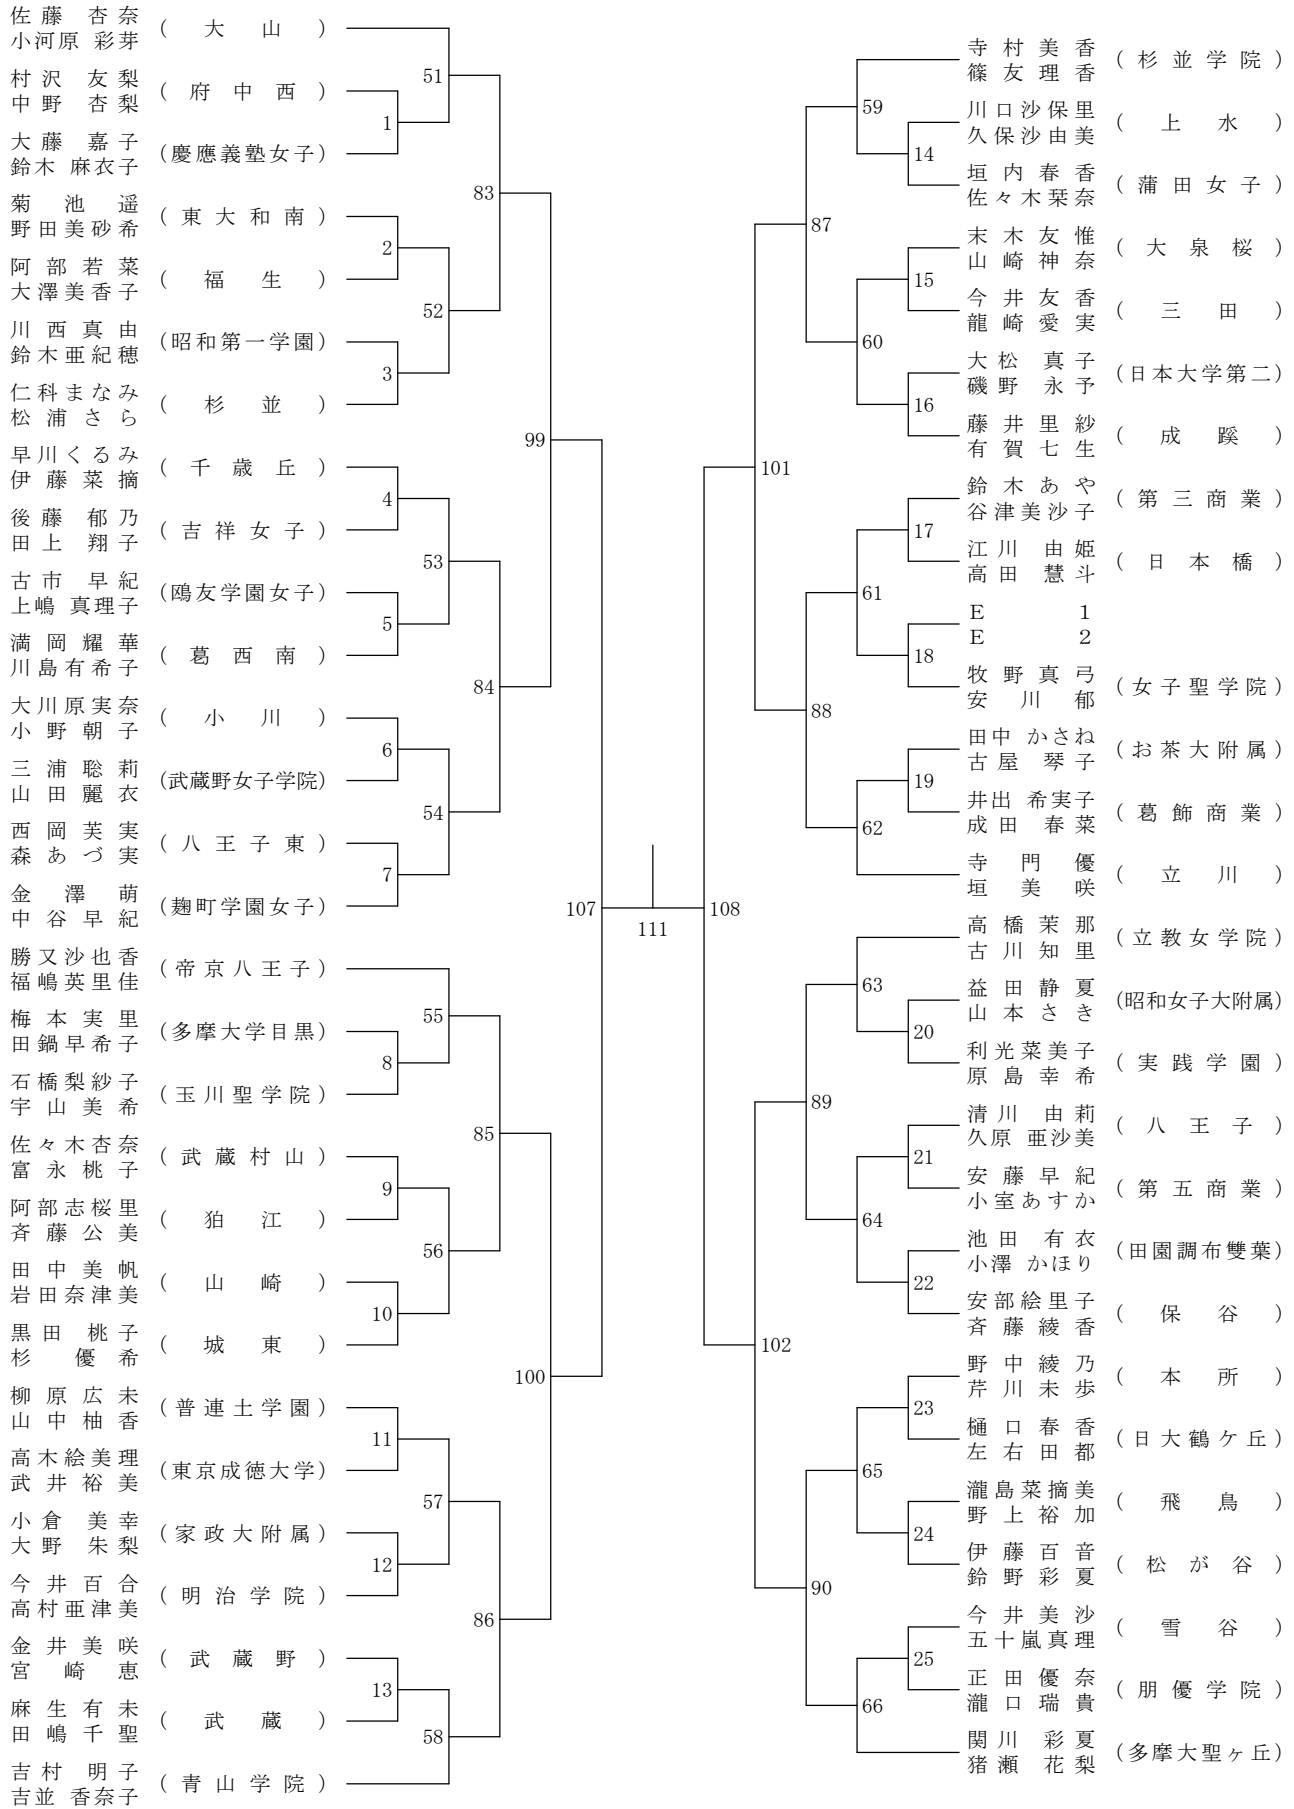 佐藤 杏奈
小河原 彩芽
(大山)
村沢 友梨
中野 杏梨
(府中西)
大藤 嘉子
鈴木 麻衣子
(慶應義塾女子)
菊池遥
野田美砂希
(東大和南)
阿部若菜
大澤美香子
(福生)
川西真由
鈴木亜紀穂
(昭和第一学園)
仁科まなみ
松浦さら
(杉並)
早川くるみ
伊藤菜摘
(千歳丘)
後藤 郁乃
田上 翔子
(吉祥女子)
古市 早紀
上嶋 真理子
(鴎友学園女子)
満岡耀華
川島有希子
(葛西南)
大川原実奈
小野朝子
(小川)
三浦聡莉
山田麗衣
(武蔵野女子学院)
西岡芙実
森あづ実
(八王子東)
金澤萌
中谷早紀
(麹町学園女子)
勝又沙也香
福嶋英里佳
(帝京八王子)
梅本実里
田鍋早希子
(多摩大学目黒)
石橋梨紗子
宇山美希
(玉川聖学院)
佐々木杏奈
富永桃子
(武蔵村山)
阿部志桜里
斉藤公美
(狛江)
田中美帆
岩田奈津美
(山崎)
黒田 桃子
杉 優希
(城東)
柳原広未
山中柚香
(普連土学園)
高木絵美理
武井裕美
(東京成徳大学)
小倉 美幸
大野 朱梨
(家政大附属)
今井百合
高村亜津美
(明治学院)
金井美咲
宮崎恵
(武蔵野)
麻生有未
田嶋千聖
(武蔵)
吉村 明子
吉並 香奈子
(青山学院)
1
2
3
4
5
6
7
8
9
10
11
12
13
51
52
53
54
55
56
57
58
83
84
85
86
99
100
107
111
108
101
102
87
88
89
90
59
60
61
62
63
64
65
66
14
15
16
17
18
19
20
21
22
23
24
25
寺村美香
篠友理香
(杉並学院)
川口沙保里
久保沙由美
(上水)
垣内春香
佐々木栞奈
(蒲田女子)
末木友惟
山崎神奈
(大泉桜)
今井友香
龍崎愛実
(三田)
大松 真子
磯野 永予
(日本大学第二)
藤井里紗
有賀七生
(成蹊)
鈴木あや
谷津美沙子
(第三商業)
江川 由姫
高田 慧斗
(日本橋)
E 1
E 2
牧野真弓
安川郁
(女子聖学院)
田中 かさね
古屋 琴子
(お茶大附属)
井出 希実子
成田 春菜
(葛飾商業)
寺門優
垣美咲
(立川)
高橋茉那
古川知里
(立教女学院)
益田静夏
山本さき
(昭和女子大附属)
利光菜美子
原島幸希
(実践学園)
清川 由莉
久原 亜沙美
(八王子)
安藤早紀
小室あすか
(第五商業)
池田 有衣
小澤 かほり
(田園調布雙葉)
安部絵里子
斉藤綾香
(保谷)
野中綾乃
芹川未歩
(本所)
樋口春香
左右田都
(日大鶴ケ丘)
瀧島菜摘美
野上裕加
(飛鳥)
伊藤百音
鈴野彩夏
(松が谷)
今井美沙
五十嵐真理
(雪谷)
正田優奈
瀧口瑞貴
(朋優学院)
関川 彩夏
猪瀬 花梨
(多摩大聖ヶ丘)